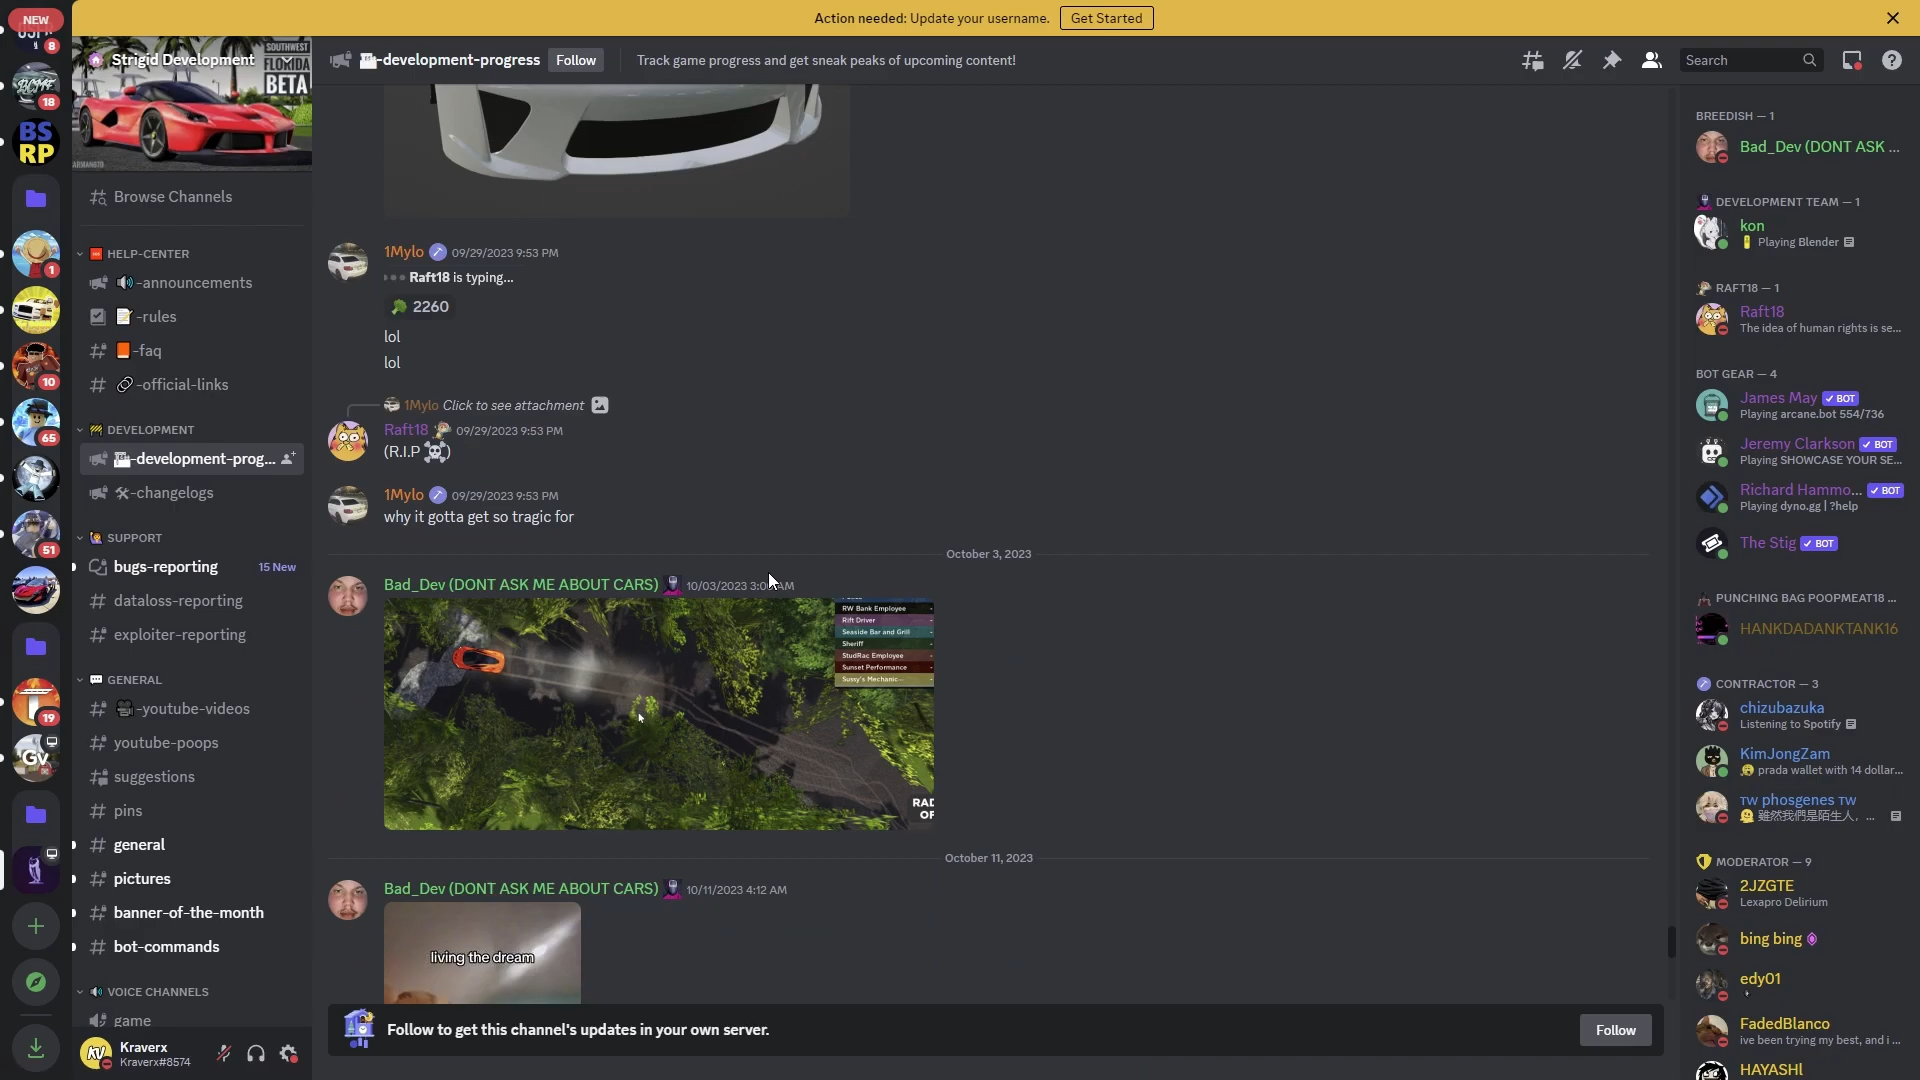 NEW
Action needed: Update your username.
Get Started
8
18
BS
RP
1
10
65
51
19
Gv
Strigid Development
SOUTHWEST
FLORIDA
BETA
Browse Channels
HELP-CENTER
-announcements
-rules
-faq
-official-links
DEVELOPMENT
-development-prog...
-changelogs
SUPPORT
bugs-reporting
15 New
dataloss-reporting
exploiter-reporting
GENERAL
-youtube-videos
youtube-poops
suggestions
pins
general
pictures
banner-of-the-month
bot-commands
VOICE CHANNELS
game
KV
Kraverx
Kraverx#8574
-development-progress
Follow
Track game progress and get sneak peaks of upcoming content!
Search
1Mylo 09/29/2023 9:53 PM
Raft18 is typing...
2260
lol
lol
1Mylo Click to see attachment
Raft18 09/29/2023 9:53 PM
(R.I.P ☠)
1Mylo 09/29/2023 9:53 PM
why it gotta get so tragic for
October 3, 2023
Bad_Dev (DONT ASK ME ABOUT CARS) 10/03/2023 AM
RW Bank Employee
Rift Driver
Seaside Bar and Grill
Sheriff
StudRac Employee
Sunset Performance
Sussy's Mechanic
RAD
OF
October 11, 2023
Bad_Dev (DONT ASK ME ABOUT CARS) 10/11/2023 4:12 AM
living the dream
Follow to get this channel's updates in your own server.
Follow
BREEDISH — 1
Bad_Dev (DONT ASK ...
DEVELOPMENT TEAM — 1
kon
Playing Blender
RAFT18 — 1
Raft18
The idea of human rights is se...
BOT GEAR — 4
James May ✓ BOT
Playing arcane.bot 554/736
Jeremy Clarkson ✓ BOT
Playing SHOWCASE YOUR SE...
Richard Hammo... ✓ BOT
Playing dyno.gg | ?help
The Stig ✓ BOT
PUNCHING BAG POOPMEAT18 ...
HANKDADANKTANK16
CONTRACTOR — 3
chizubazuka
Listening to Spotify
KimJongZam
prada wallet with 14 dollar...
TW phosgenes TW
雖然我們是陌生人，...
MODERATOR — 9
2JZGTE
Lexapro Delirium
bing bing
edy01
FadedBlanco
ive been trying my best, and i ...
HAYASHl